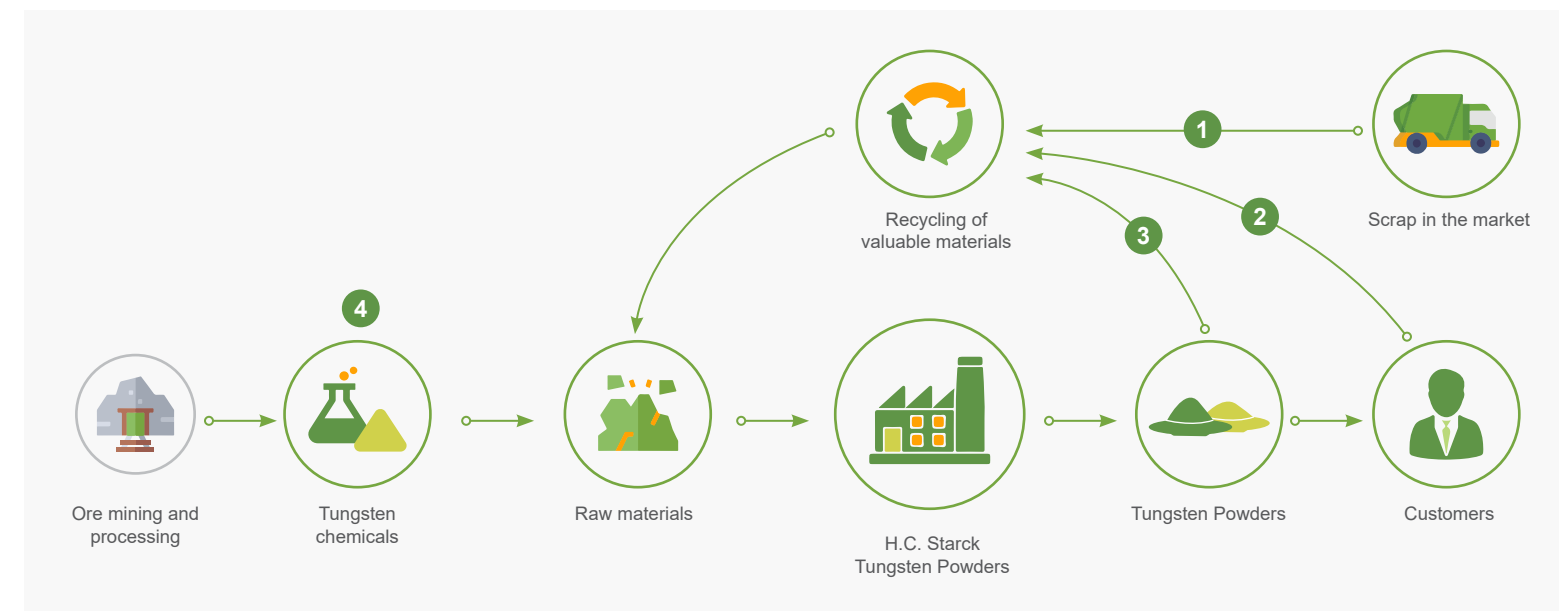 1
Recycling of
valuable materials
Scrap in the market
2
3
4
Ore mining and
processing
Tungsten
chemicals
Raw materials
H.C. Starck
Tungsten Powders
Tungsten Powders
Customers